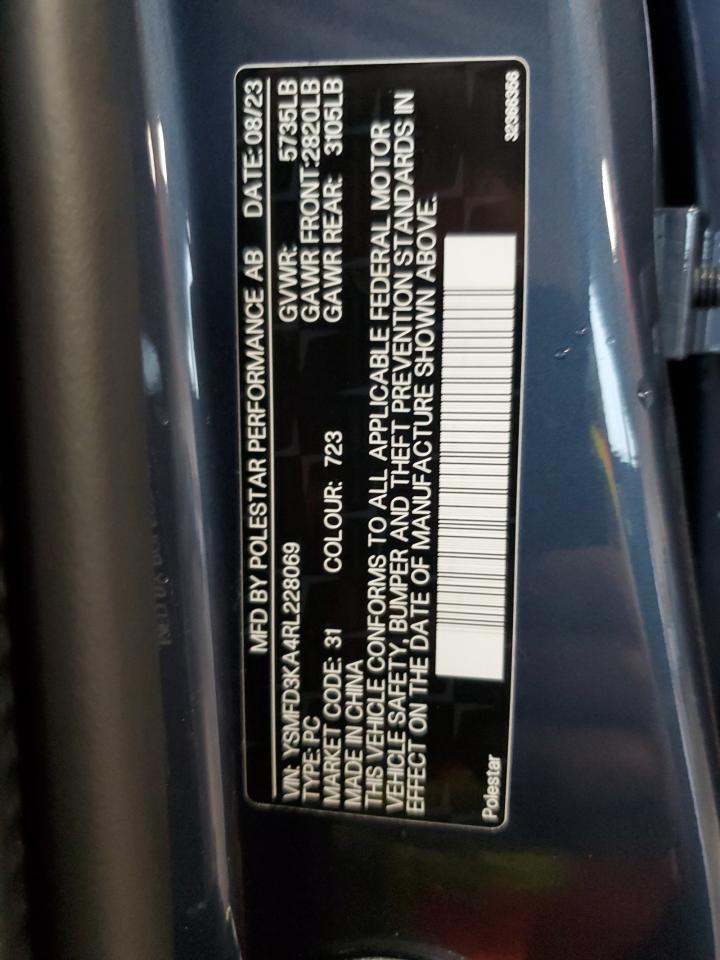 MFD BY POLESTAR PERFORMANCE AB DATE: 08/23
VIN: YSMFD3KA4RL228069 GVWR: 5735LB
TYPE: PC GAWR FRONT:2820LB
MARKET CODE: 31 COLOUR: 723 GAWR REAR: 3105LB
MADE IN CHINA
THIS VEHICLE CONFORMS TO ALL APPLICABLE FEDERAL MOTOR
VEHICLE SAFETY, BUMPER AND THEFT PREVENTION STANDARDS IN
EFFECT ON THE DATE OF MANUFACTURE SHOWN ABOVE.
Polestar 32366366